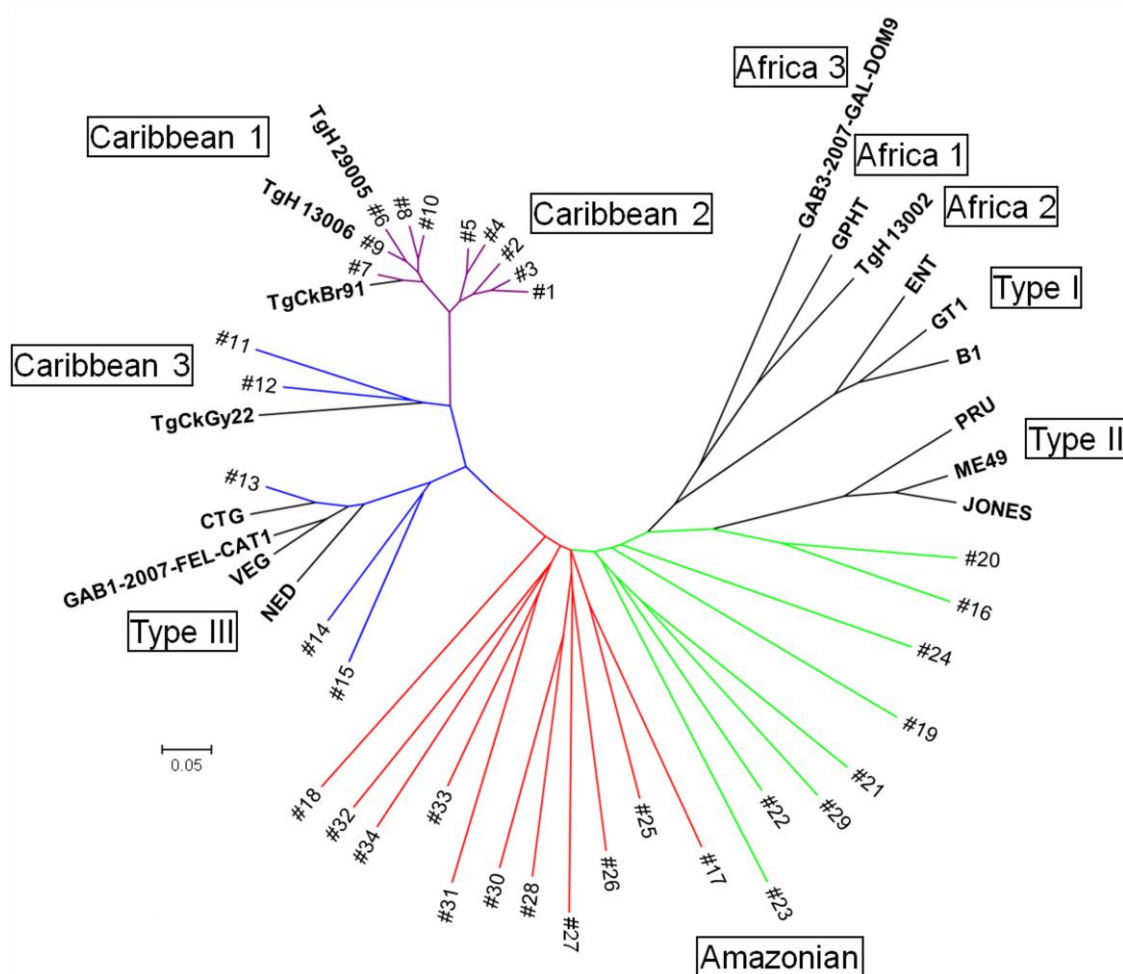 Africa 3
GAB3-2007-GAL-DOM9
Africa 1
GPHT
Africa 2
TgH 13002
Caribbean 1
TgH 29005
TgH 13006
#6
#8
#10
#9
#7
TgCkBr91
Caribbean 2
#5
#4
#2
#3
#1
ENT
Type I
GT1
B1
Caribbean 3
#11
#12
TgCkGy22
PRU
Type II
ME49
JONES
#13
CTG
GAB1-2007-FEL-CAT1
VEG
NED
Type III
#14
#15
0.05
#20
#16
#24
#19
#21
#29
#22
#23
#18
#32
#34
#33
#31
#30
#28
#27
#26
#25
#17
Amazonian